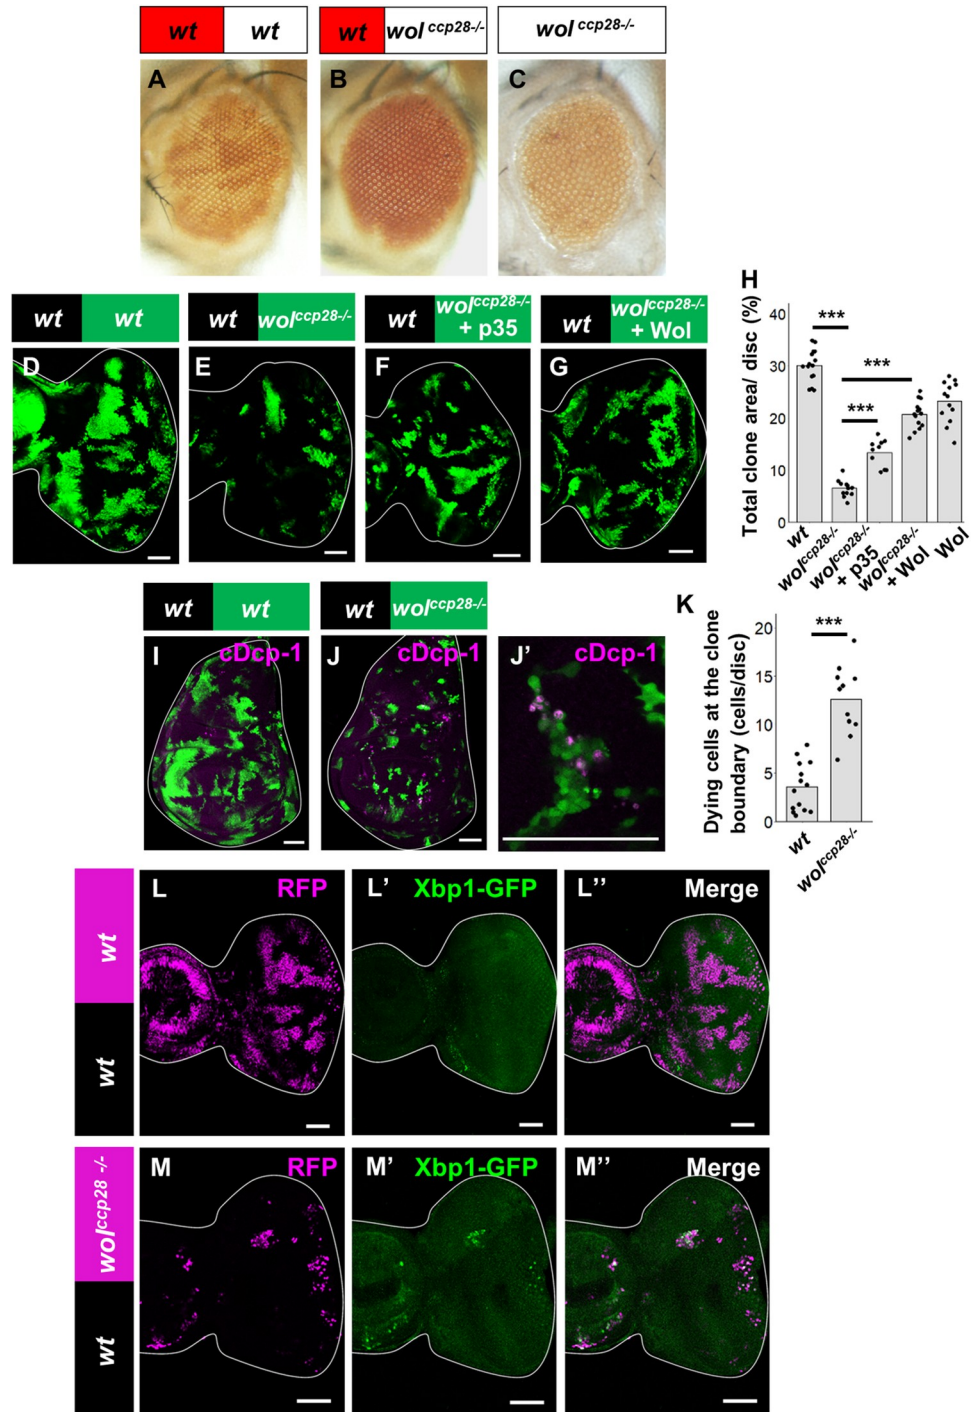 wt wt wt wol ccp28-/- wol ccp28-/-
A B C
wt wt wt wolccp28-/- wt wolccp28-/- + p35 wt wolccp28-/- + Wol
D E F G
H
Total clone area/ disc (%)
40
30
20
10
0
***
***
***
wt
wolccp28-/-
wolccp28-/- + p35
wolccp28-/- + Wol
Wol
wt wt wt wolccp28-/-
I cDcp-1 J cDcp-1 J’ cDcp-1
K
Dying cells at the clone
boundary (cells/disc)
20
15
10
5
0
***
wt
wolccp28-/-
wt
wt
L RFP L’ Xbp1-GFP L’’ Merge
wolccp28 -/-
wt
M RFP M’ Xbp1-GFP M’’ Merge